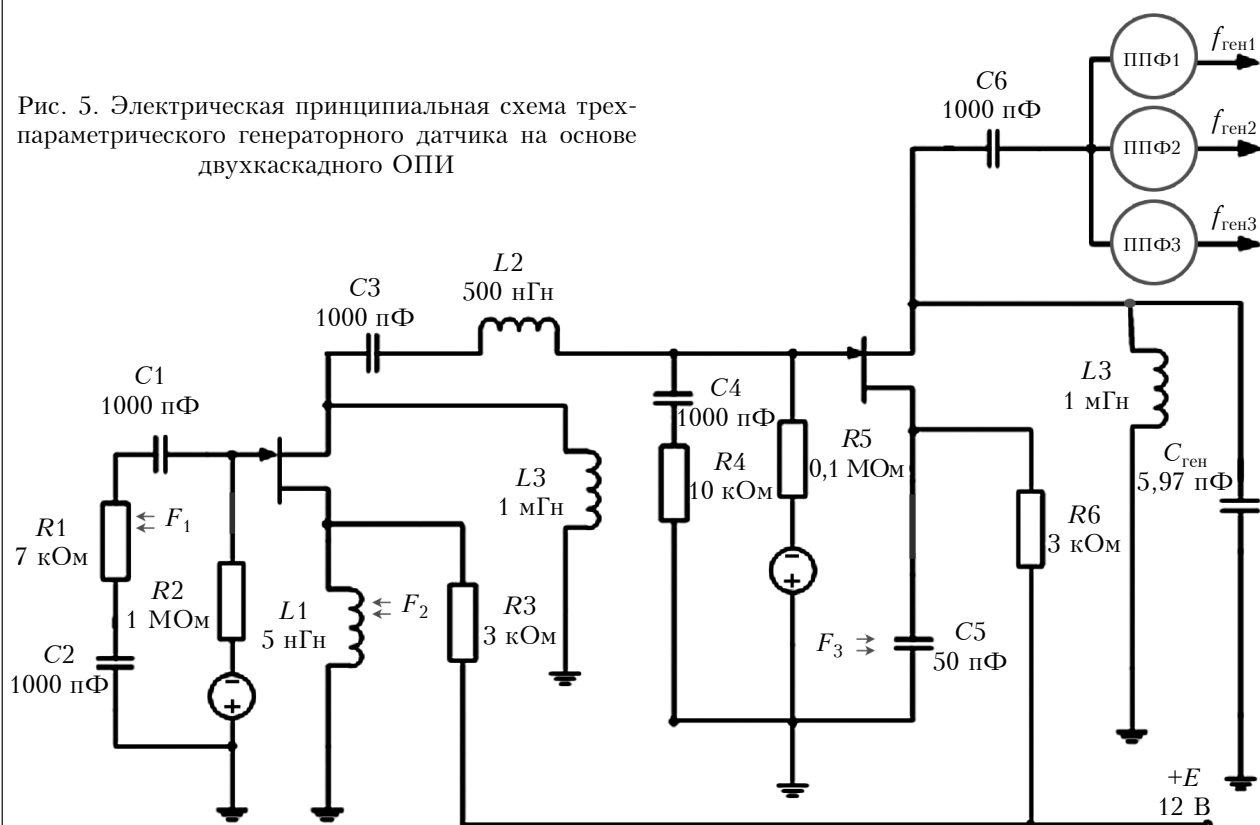 Рис. 5. Электрическая принципиальная схема трех-
параметрического генераторного датчика на основе
двухкаскадного ОПИ
C6
1000 пФ
ППФ1
fген1
ППФ2
fген2
ППФ3
fген3
C3
1000 пФ
L2
500 нГн
C1
1000 пФ
R1
7 кОм
F1
C2
1000 пФ
R2
1 МОм
−
+
L1
5 нГн
F2
R3
3 кОм
L3
1 мГн
C4
1000 пФ
R4
10 кОм
R5
0,1 МОм
−
+
F3
C5
50 пФ
R6
3 кОм
L3
1 мГн
Cген
5,97 пФ
+E
12 В